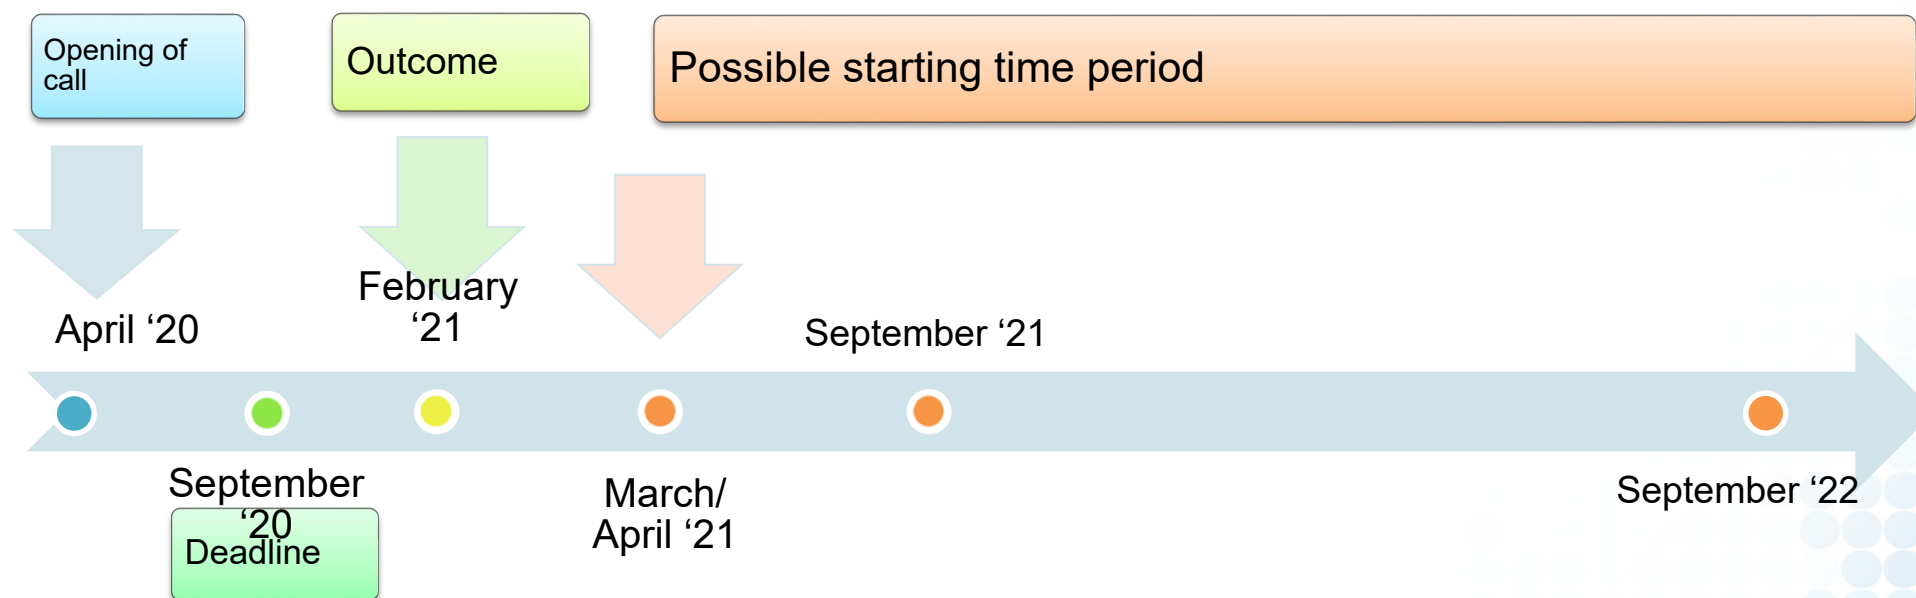 Opening of
call
Outcome
Possible starting time period
April ‘20
February
‘21
September ‘21
September
‘20
Deadline
March/
April ‘21
September ‘22